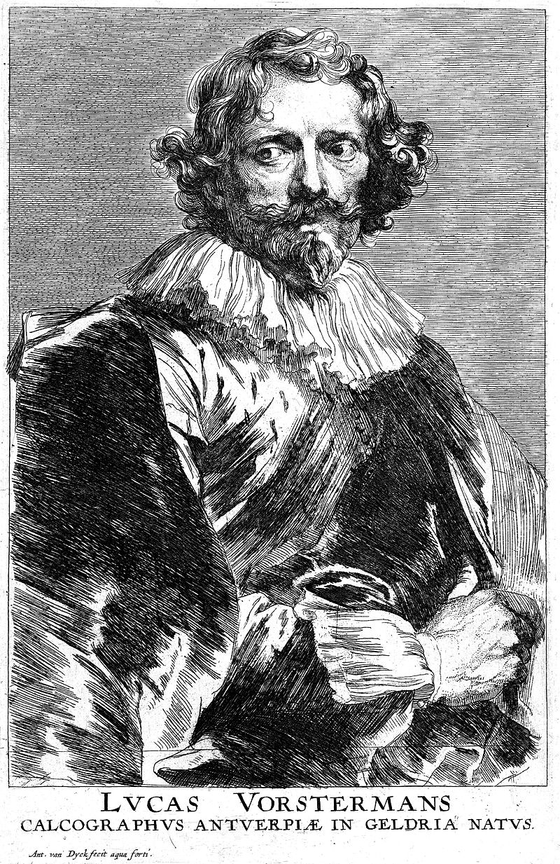 LVCAS VORSTERMANS
CALCOGRAPHVS ANTVERPIÆ IN GELDRIA NATVS.
Ant. van Dyck fecit aqua forti.